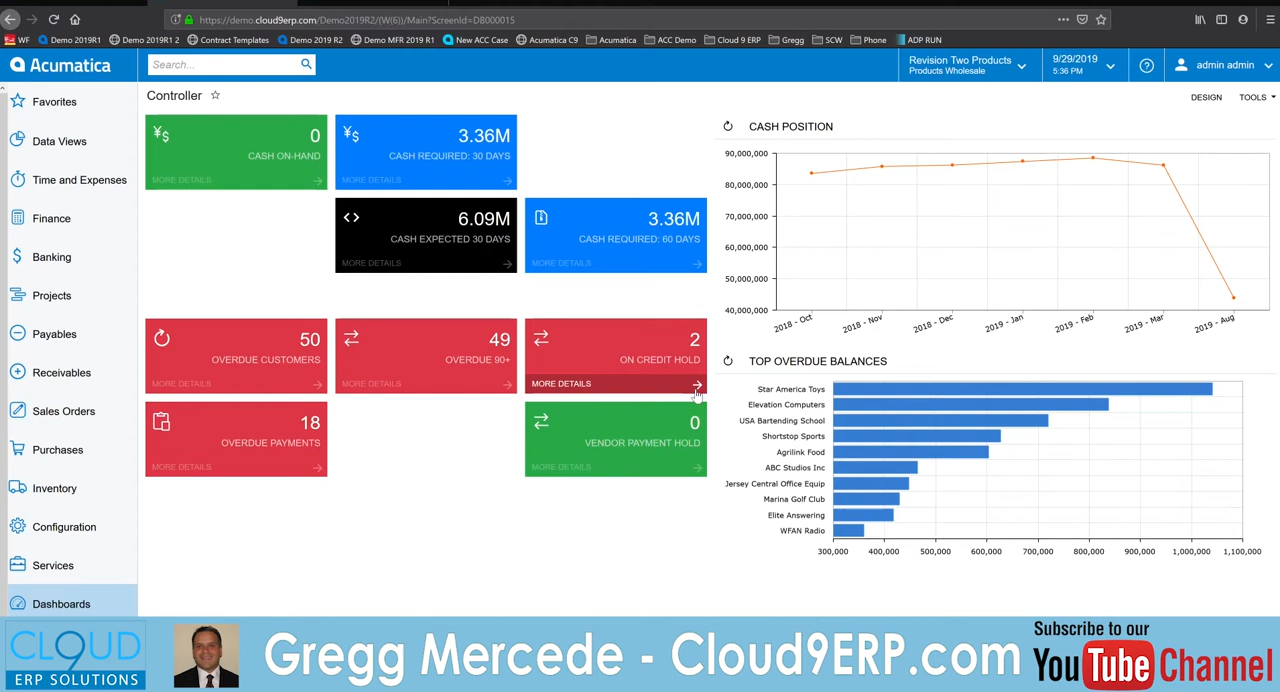 https://demo.cloud9erp.com/Demo2019R2/(W(6))/Main?ScreenId=DB000015
WF Demo 2019R1 Demo 2019R1 2 Contract Templates Demo 2019 R2 Demo MFR 2019 R1 New ACC Case Acumatica C9 Acumatica ACC Demo Cloud 9 ERP Gregg SCW Phone ADP RUN
Acumatica
Search...
Revision Two Products
Products Wholesale
9/29/2019
5:36 PM
admin admin
Favorites
Data Views
Time and Expenses
Finance
Banking
Projects
Payables
Receivables
Sales Orders
Purchases
Inventory
Configuration
Services
Dashboards
Controller
DESIGN TOOLS
¥$ 0
CASH ON-HAND
MORE DETAILS
¥$ 3.36M
CASH REQUIRED: 30 DAYS
MORE DETAILS
6.09M
CASH EXPECTED 30 DAYS
MORE DETAILS
3.36M
CASH REQUIRED: 60 DAYS
MORE DETAILS
50
OVERDUE CUSTOMERS
MORE DETAILS
49
OVERDUE 90+
MORE DETAILS
2
ON CREDIT HOLD
MORE DETAILS
18
OVERDUE PAYMENTS
MORE DETAILS
0
VENDOR PAYMENT HOLD
MORE DETAILS
CASH POSITION
90,000,000
80,000,000
70,000,000
60,000,000
50,000,000
40,000,000
2018 - Oct 2018 - Nov 2018 - Dec 2019 - Jan 2019 - Feb 2019 - Mar 2019 - Aug
TOP OVERDUE BALANCES
Star America Toys
Elevation Computers
USA Bartending School
Shortstop Sports
Agrilink Food
ABC Studios Inc
Jersey Central Office Equip
Marina Golf Club
Elite Answering
WFAN Radio
300,000 400,000 500,000 600,000 700,000 800,000 900,000 1,000,000 1,100,000
CLOUD9
ERP SOLUTIONS
Gregg Mercede - Cloud9ERP.com
Subscribe to our
YouTube Channel